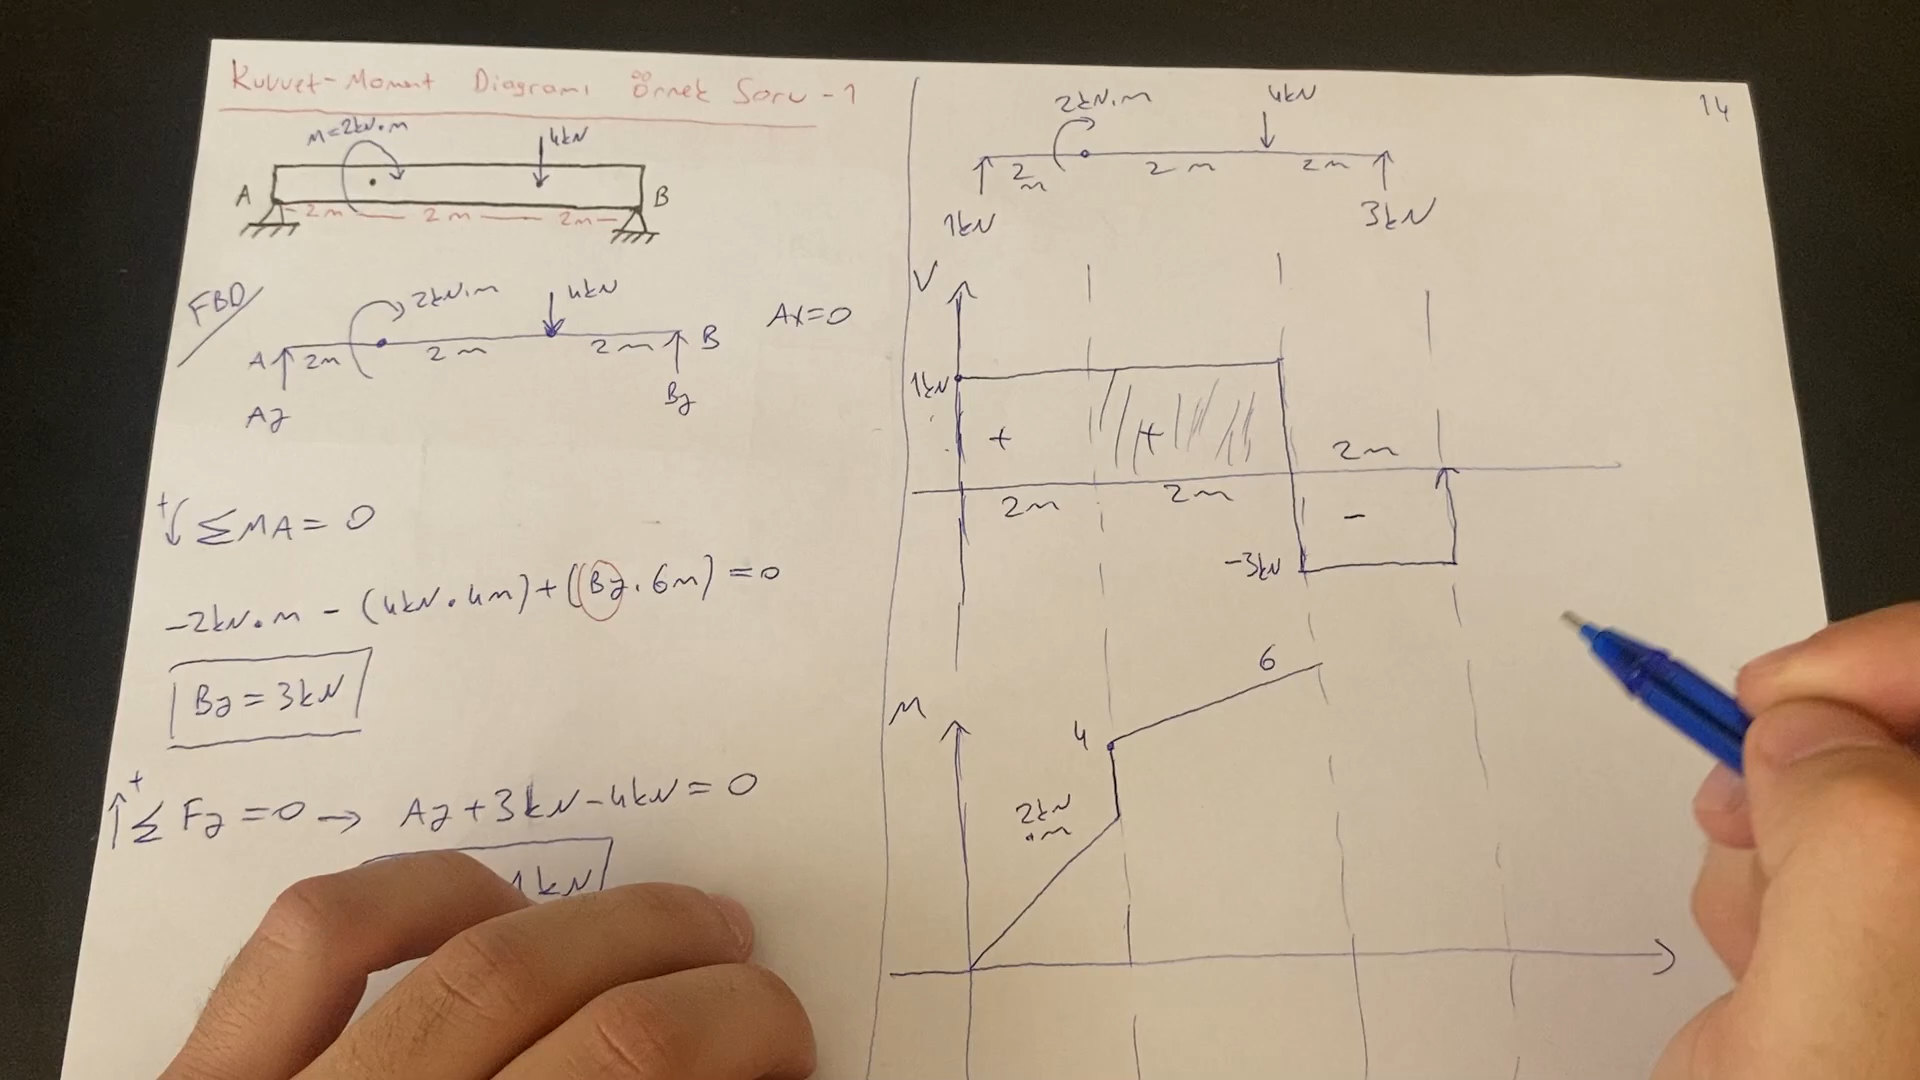 Kuvvet-Moment Diagramı Örnek Soru - 1
M=2kN.m
4kN
A
B
2m
2m
2m
FBD
2kN.m
4kN
Ax=0
A
2m
2m
2m
B
Ay
By
+ ΣMA = 0
-2kN.m - (4kN.4m)+((By.6m) = 0
By = 3kN
+ Σ Fy = 0 → Ay + 3kN - 4kN = 0
1kN
14
2kN.m
4kN
2m
2m
2m
1kN
3kN
V
1kN
+
+
2m
2m
2m
-
-3kN
M
6
4
2kN
.m